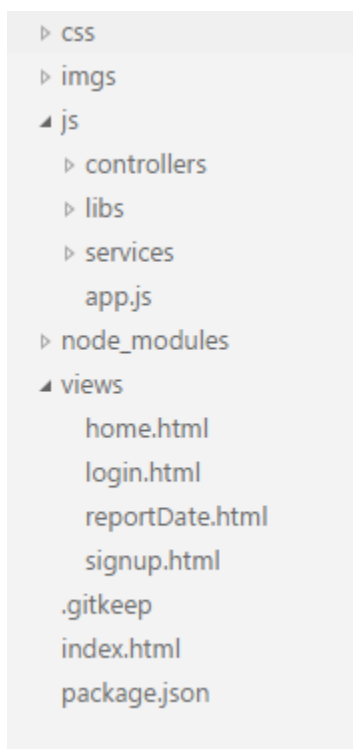 css
imgs
js
controllers
libs
services
app.js
node_modules
views
home.html
login.html
reportDate.html
signup.html
.gitkeep
index.html
package.json